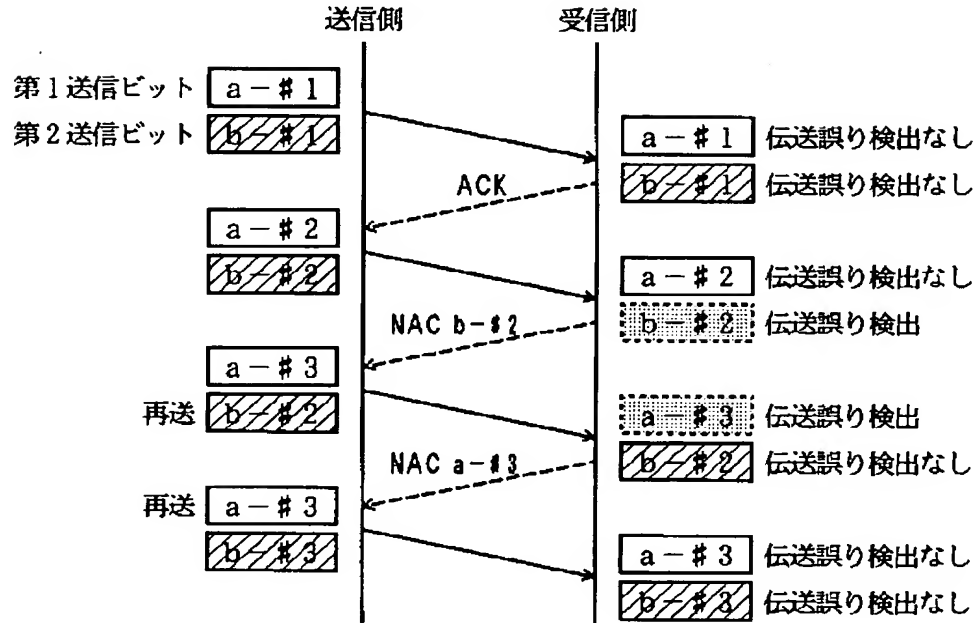 送信側 受信側
第1送信ビット a-#1
第2送信ビット b-#1
a-#1 伝送誤り検出なし
ACK b-#1 伝送誤り検出なし
a-#2
b-#2
a-#2 伝送誤り検出なし
NAC b-#2 b-#2 伝送誤り検出
a-#3
再送 b-#2
a-#3 伝送誤り検出
NAC a-#3 b-#2 伝送誤り検出なし
再送 a-#3
b-#3
a-#3 伝送誤り検出なし
b-#3 伝送誤り検出なし